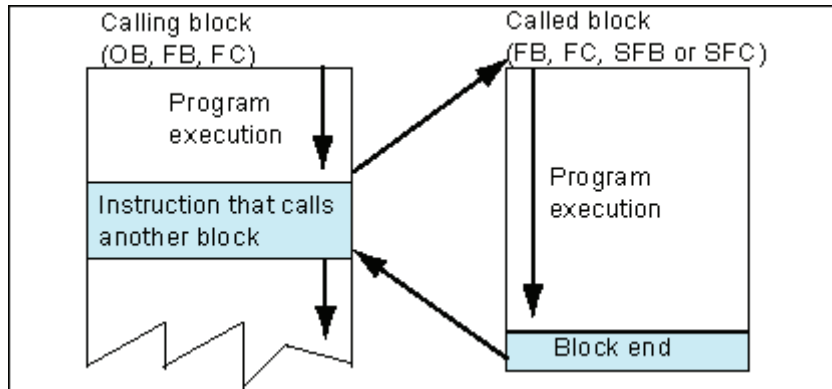 Calling block
(OB, FB, FC)
Program
execution
Instruction that calls
another block
Called block
(FB, FC, SFB or SFC)
Program
execution
Block end